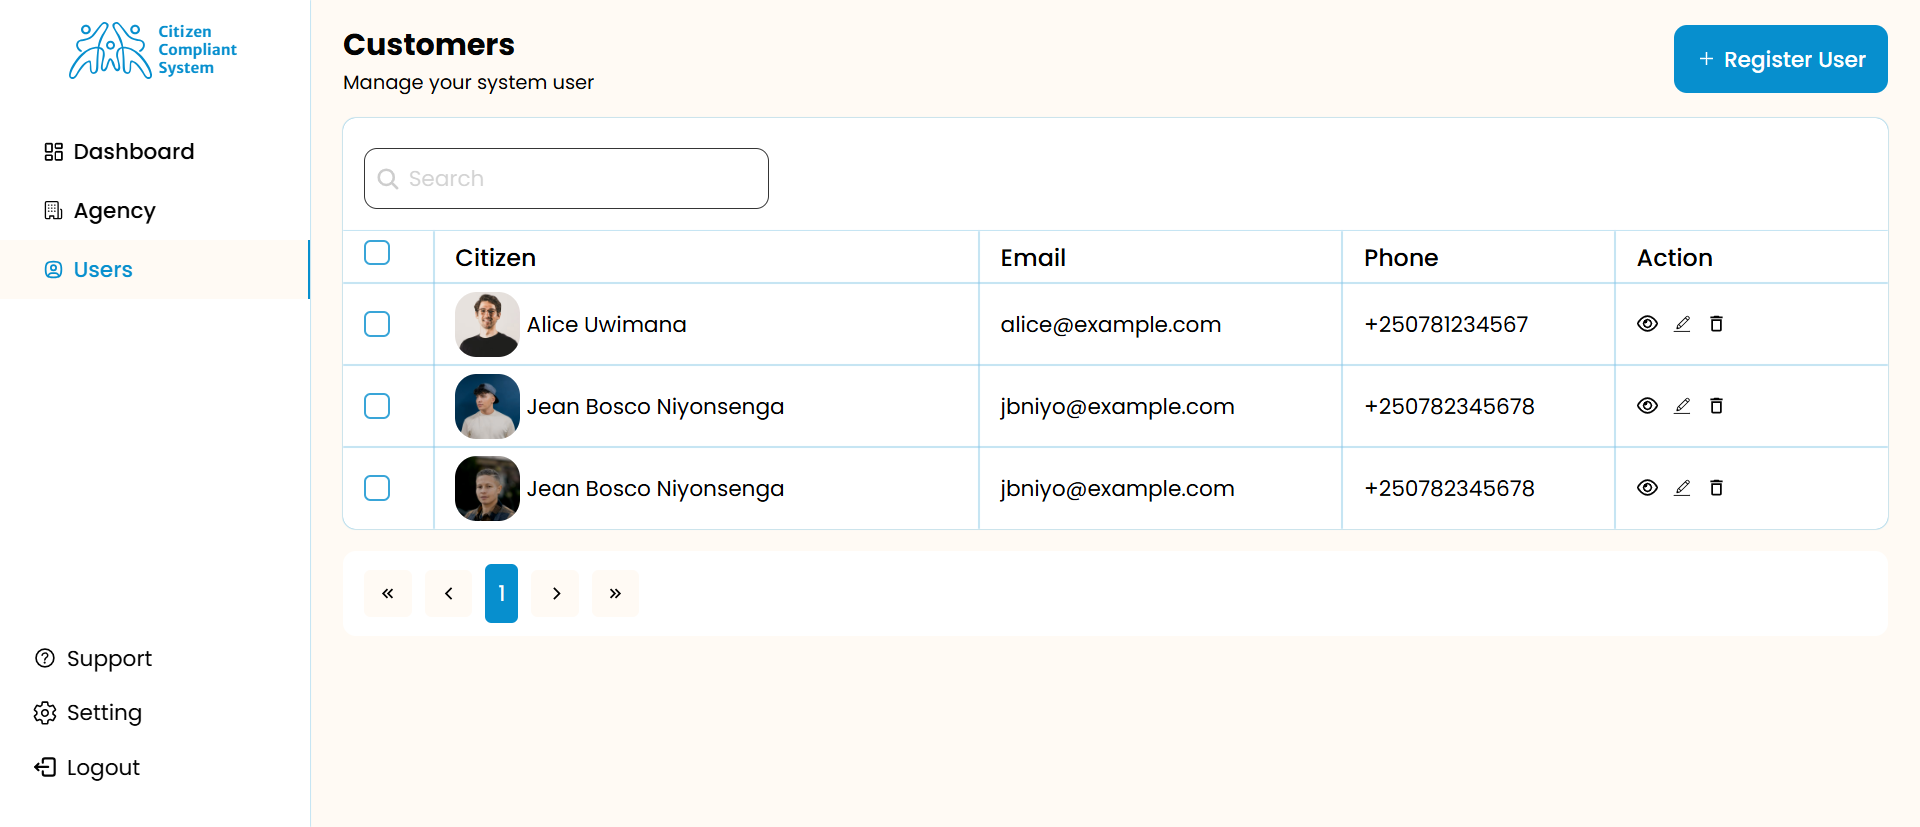 Citizen
Compliant
System
Dashboard
Agency
Users
Support
Setting
Logout
Customers
Manage your system user
+ Register User
Search
Citizen Email Phone Action
Alice Uwimana alice@example.com +250781234567
Jean Bosco Niyonsenga jbniyo@example.com +250782345678
Jean Bosco Niyonsenga jbniyo@example.com +250782345678
« ‹ 1 › »